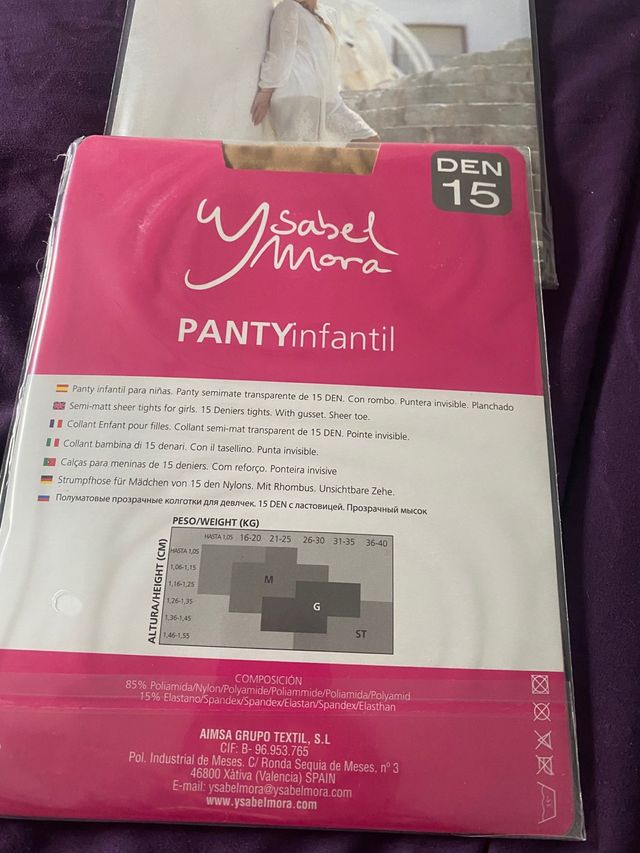 DEN
15
Ysabel
Mora
PANTYinfantil
Panty infantil para niñas. Panty semimate transparente de 15 DEN. Con rombo. Puntera invisible. Planchado
Semi-matt sheer tights for girls. 15 Deniers tights. With gusset. Sheer toe.
Collant Enfant pour filles. Collant semi-mat transparent de 15 DEN. Pointe invisible.
Collant bambina di 15 denari. Con il tasellino. Punta invisible.
Calças para meninas de 15 deniers. Com reforço. Ponteira invisive
Strumpfhose für Mädchen von 15 den Nylons. Mit Rhombus. Unsichtbare Zehe.
Полуматовые прозрачные колготки для девлчек. 15 DEN с ластовицей. Прозрачный мысок
PESO/WEIGHT (KG)
HASTA 1,05 16-20 21-25 26-30 31-35 36-40
ALTURA/HEIGHT (CM)
HASTA 1,05
1,06-1,15
1,16-1,25
1,26-1,35
1,36-1,45
1,46-1,55
M
G
ST
COMPOSICIÓN
85% Poliamida/Nylon/Polyamide/Poliammide/Poliamida/Polyamid
15% Elastano/Spandex/Spandex/Elastan/Spandex/Elasthan
AIMSA GRUPO TEXTIL, S.L
CIF: B- 96.953.765
Pol. Industrial de Meses. C/ Ronda Sequia de Meses, nº 3
46800 Xàtiva (Valencia) SPAIN
E-mail: ysabelmora@ysabelmora.com
www.ysabelmora.com